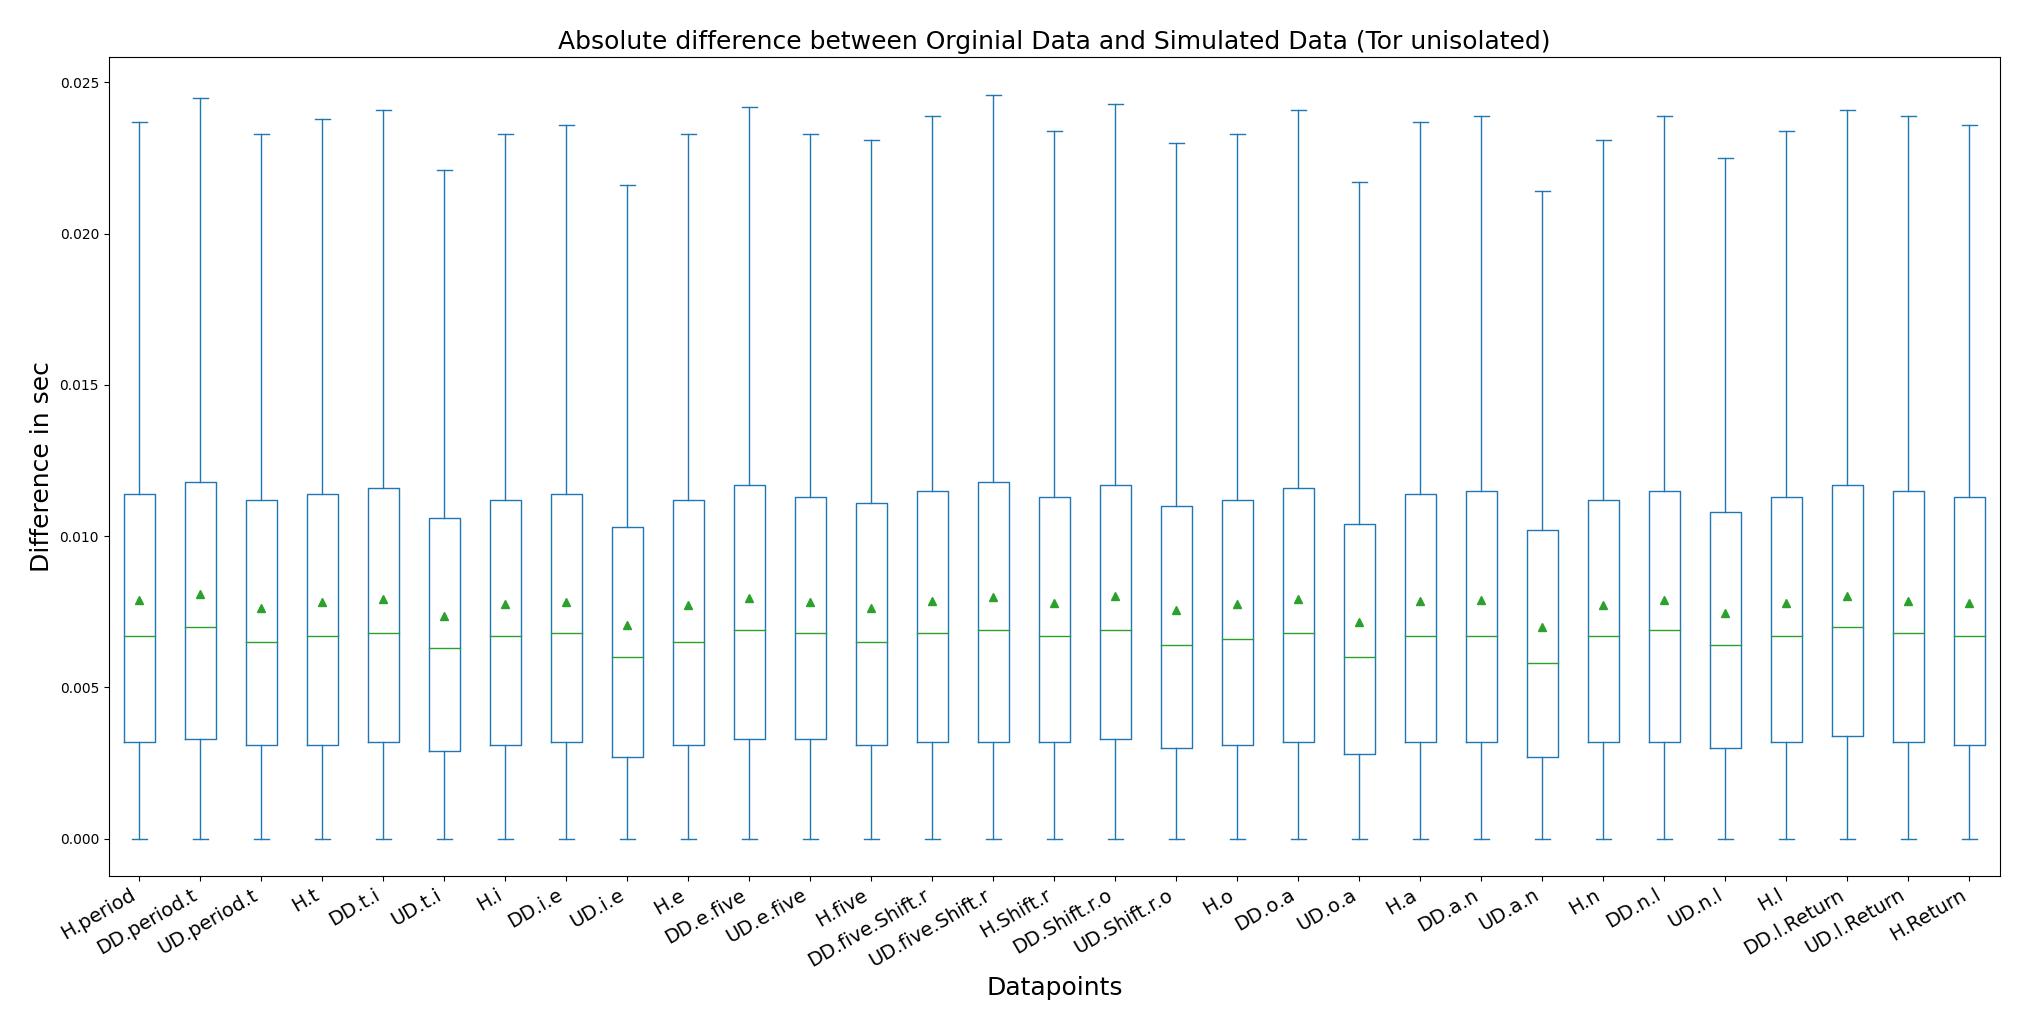 Absolute difference between Orginial Data and Simulated Data (Tor unisolated)
0.025
0.020
0.015
0.010
0.005
0.000
Difference in sec
H.period
DD.period.t
UD.period.t
H.t
DD.t.i
UD.t.i
H.i
DD.i.e
UD.i.e
H.e
DD.e.five
UD.e.five
H.five
DD.five.Shift.r
UD.five.Shift.r
H.Shift.r
DD.Shift.r.o
UD.Shift.r.o
H.o
DD.o.a
UD.o.a
H.a
DD.a.n
UD.a.n
H.n
DD.n.l
UD.n.l
H.l
DD.l.Return
UD.l.Return
H.Return
Datapoints